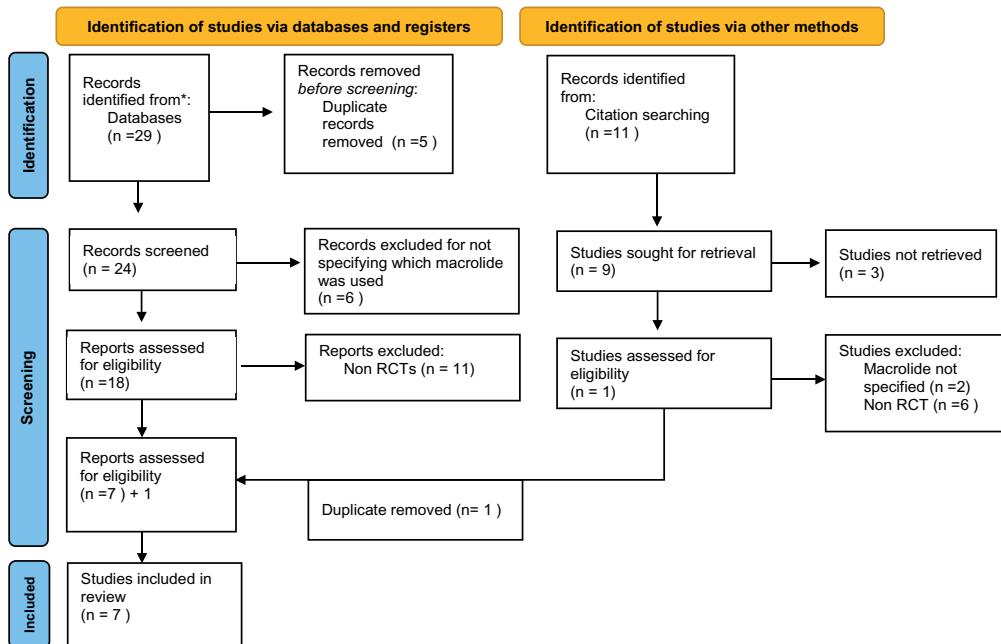 Identification of studies via databases and registers
Identification of studies via other methods
Identification
Records
identified from*:
Databases
(n =29 )
Records removed
before screening:
Duplicate
records
removed (n =5 )
Records identified
from:
Citation searching
(n =11)
Screening
Records screened
(n = 24)
Records excluded for not
specifying which macrolide
was used
(n =6 )
Studies sought for retrieval
(n = 9)
Studies not retrieved
(n = 3)
Reports assessed
for eligibility
(n =18)
Reports excluded:
Non RCTs (n = 11)
Studies assessed for
eligibility
(n = 1)
Studies excluded:
Macrolide not
specified (n =2)
Non RCT (n =6 )
Reports assessed
for eligibility
(n =7 ) + 1
Duplicate removed (n= 1 )
Included
Studies included in
review
(n = 7 )